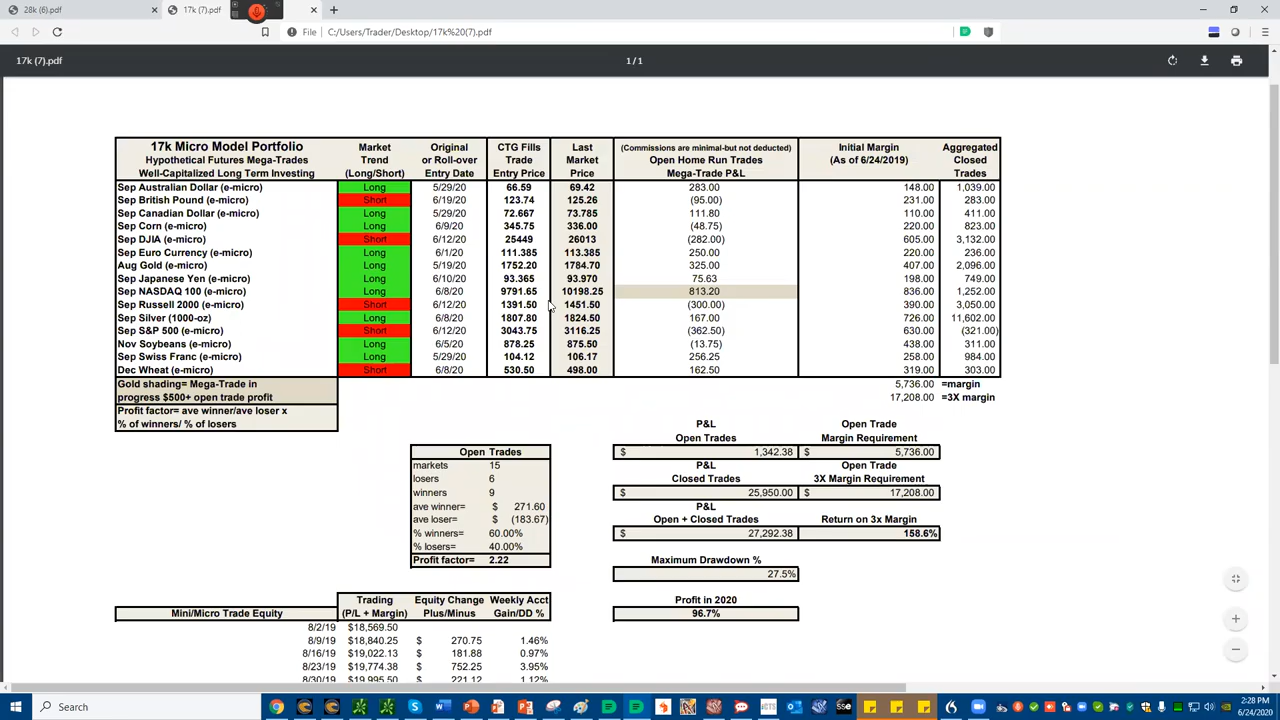 28k (6).pdf
17k (7).pdf
File C:/Users/Trader/Desktop/17k%20(7).pdf
17k (7).pdf 1/1
17k Micro Model Portfolio Market Original CTG Fills Last (Commissions are minimal-but not deducted) Initial Margin Aggregated
Hypothetical Futures Mega-Trades Trend or Roll-over Trade Market Open Home Run Trades (As of 6/24/2019) Closed
Well-Capitalized Long Term Investing (Long/Short) Entry Date Entry Price Price Mega-Trade P&L Trades
Sep Australian Dollar (e-micro) Long 5/29/20 66.59 69.42 283.00 148.00 1,039.00
Sep British Pound (e-micro) Short 6/19/20 123.74 125.26 (95.00) 231.00 283.00
Sep Canadian Dollar (e-micro) Long 5/29/20 72.667 73.785 111.80 110.00 411.00
Sep Corn (e-micro) Long 6/9/20 345.75 336.00 (48.75) 220.00 823.00
Sep DJIA (e-micro) Short 6/12/20 25449 26013 (282.00) 605.00 3,132.00
Sep Euro Currency (e-micro) Long 6/1/20 111.385 113.385 250.00 220.00 236.00
Aug Gold (e-micro) Long 5/19/20 1752.20 1784.70 325.00 407.00 2,096.00
Sep Japanese Yen (e-micro) Long 6/10/20 93.365 93.970 75.63 198.00 749.00
Sep NASDAQ 100 (e-micro) Long 6/8/20 9791.65 10198.25 813.20 836.00 1,252.00
Sep Russell 2000 (e-micro) Short 6/12/20 1391.50 1451.50 (300.00) 390.00 3,050.00
Sep Silver (1000-oz) Long 6/8/20 1807.80 1824.50 167.00 726.00 11,602.00
Sep S&P 500 (e-micro) Short 6/12/20 3043.75 3116.25 (362.50) 630.00 (321.00)
Nov Soybeans (e-micro) Long 6/5/20 878.25 875.50 (13.75) 438.00 311.00
Sep Swiss Franc (e-micro) Long 5/29/20 104.12 106.17 256.25 258.00 984.00
Dec Wheat (e-micro) Short 6/8/20 530.50 498.00 162.50 319.00 303.00
Gold shading= Mega-Trade in 5,736.00 =margin
progress $500+ open trade profit 17,208.00 =3X margin
Profit factor= ave winner/ave loser x
% of winners/ % of losers
P&L Open Trade
Open Trades Margin Requirement
$ 1,342.38 $ 5,736.00
P&L Open Trade
Closed Trades 3X Margin Requirement
$ 25,950.00 $ 17,208.00
P&L
Open + Closed Trades Return on 3x Margin
$ 27,292.38 158.6%
Maximum Drawdown %
27.5%
Profit in 2020
96.7%
Open Trades
markets 15
losers 6
winners 9
ave winner= $ 271.60
ave loser= $ (183.67)
% winners= 60.00%
% losers= 40.00%
Profit factor= 2.22
Trading Equity Change Weekly Acct
Mini/Micro Trade Equity (P/L + Margin) Plus/Minus Gain/DD %
8/2/19 $18,569.50
8/9/19 $18,840.25 $ 270.75 1.46%
8/16/19 $19,022.13 $ 181.88 0.97%
8/23/19 $19,774.38 $ 752.25 3.95%
8/30/19 $19,995.50 $ 221.12 1.12%
Search
2:28 PM
6/24/2020